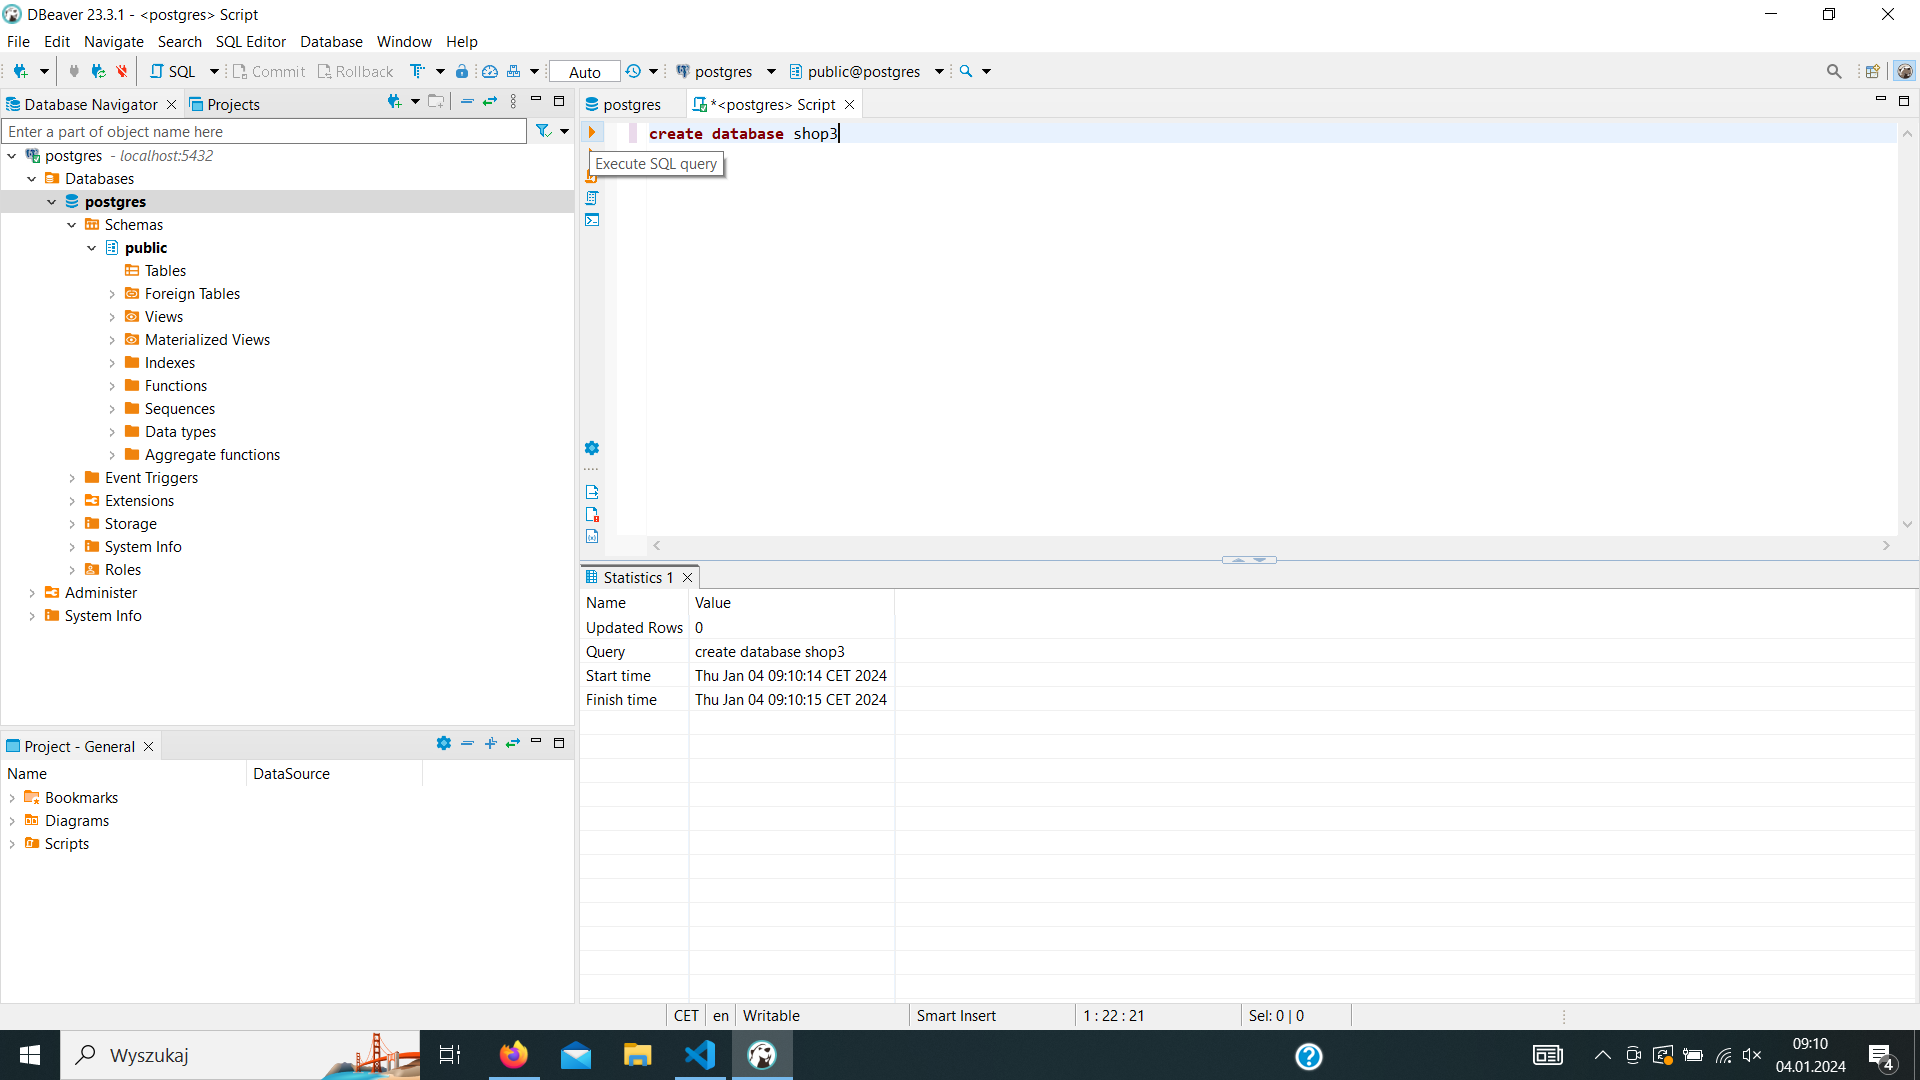 DBeaver 23.3.1 - <postgres> Script
File Edit Navigate Search SQL Editor Database Window Help
SQL Commit Rollback Auto postgres public@postgres
Database Navigator Projects
postgres *<postgres> Script
Enter a part of object name here
create database shop3
Execute SQL query
postgres - localhost:5432
Databases
postgres
Schemas
public
Tables
Foreign Tables
Views
Materialized Views
Indexes
Functions
Sequences
Data types
Aggregate functions
Event Triggers
Extensions
Storage
System Info
Roles
Administer
System Info
Statistics 1
Name Value
Updated Rows 0
Query create database shop3
Start time Thu Jan 04 09:10:14 CET 2024
Finish time Thu Jan 04 09:10:15 CET 2024
Project - General
Name DataSource
Bookmarks
Diagrams
Scripts
CET en Writable Smart Insert 1 : 22 : 21 Sel: 0 | 0
Wyszukaj
09:10
04.01.2024
4